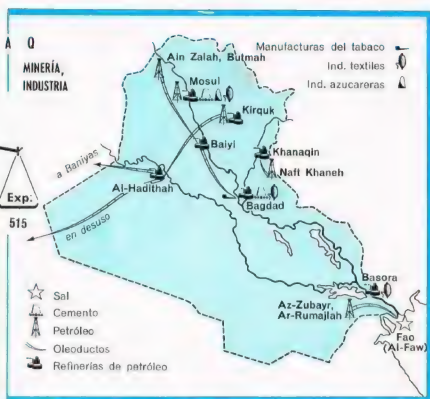 A Q
MINERÍA,
INDUSTRIA
Manufacturas del tabaco
Ind. textiles
Ind. azucareras
Ain Zalah, Butmah
Mosul
Kirquk
Baiyi
Khanaqin
Naft Khaneh
a Baniyas
Al-Hadithah
Bagdad
Exp.
515
en desuso
Basora
Az-Zubayr,
Ar-Rumajlah
Fao
(Al-Faw)
Sal
Cemento
Petróleo
Oleoductos
Refinerías de petróleo